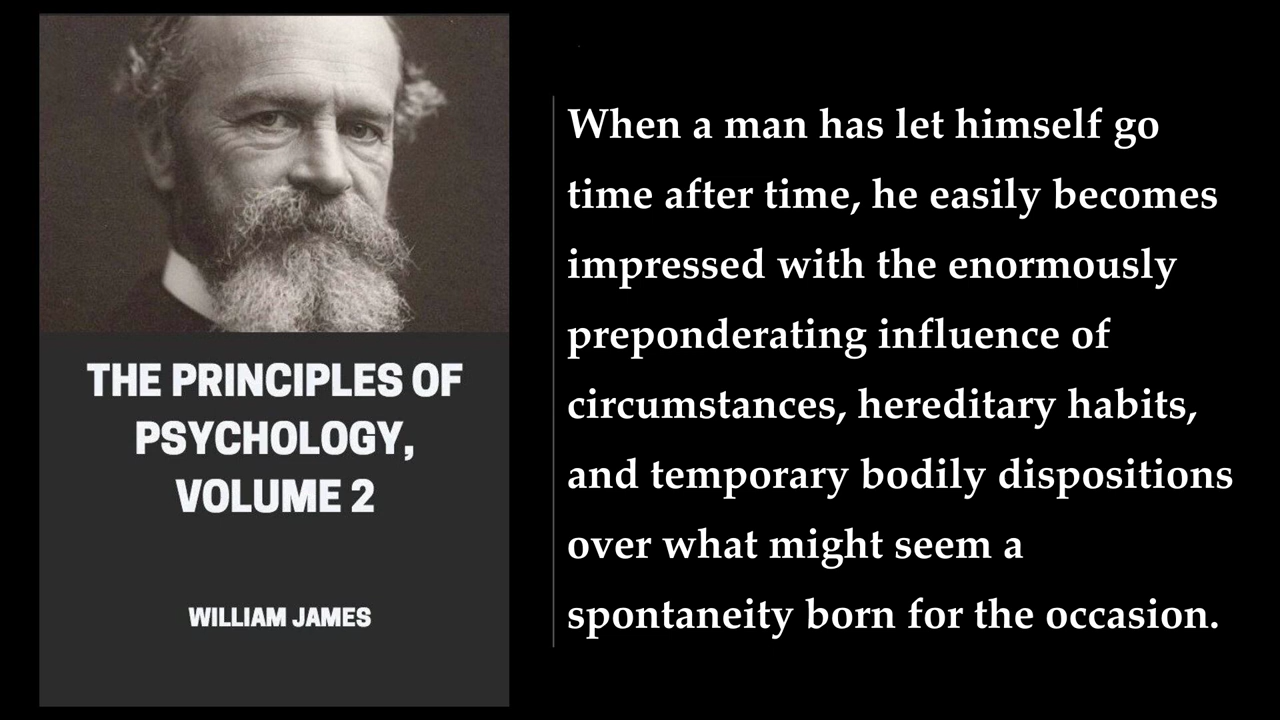 THE PRINCIPLES OF
PSYCHOLOGY,
VOLUME 2
WILLIAM JAMES
When a man has let himself go
time after time, he easily becomes
impressed with the enormously
preponderating influence of
circumstances, hereditary habits,
and temporary bodily dispositions
over what might seem a
spontaneity born for the occasion.